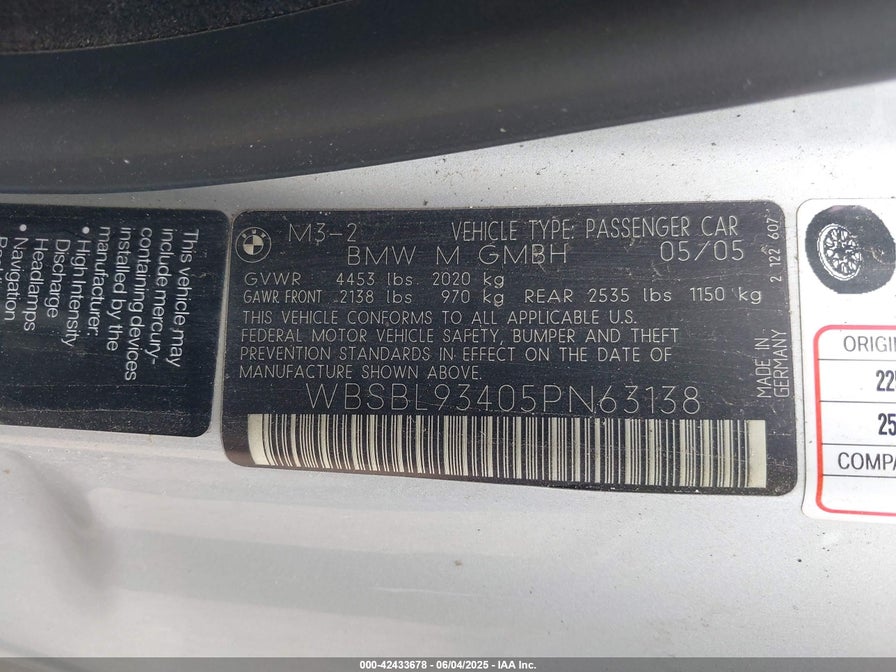 This vehicle may
include mercury-
containing devices
installed by the
manufacturer:
• High Intensity
Discharge
Headlamps
• Navigation
M3-2 VEHICLE TYPE: PASSENGER CAR
BMW M GMBH 05/05
GVWR 4453 lbs 2020 kg
GAWR FRONT 2138 lbs 970 kg REAR 2535 lbs 1150 kg
THIS VEHICLE CONFORMS TO ALL APPLICABLE U.S.
FEDERAL MOTOR VEHICLE SAFETY, BUMPER AND THEFT
PREVENTION STANDARDS IN EFFECT ON THE DATE OF
MANUFACTURE SHOWN ABOVE.
WBSBL93405PN63138
MADE IN
GERMANY
2 122 607
ORIGIN
22
25
COMPA
000-42433678 - 06/04/2025 - IAA Inc.